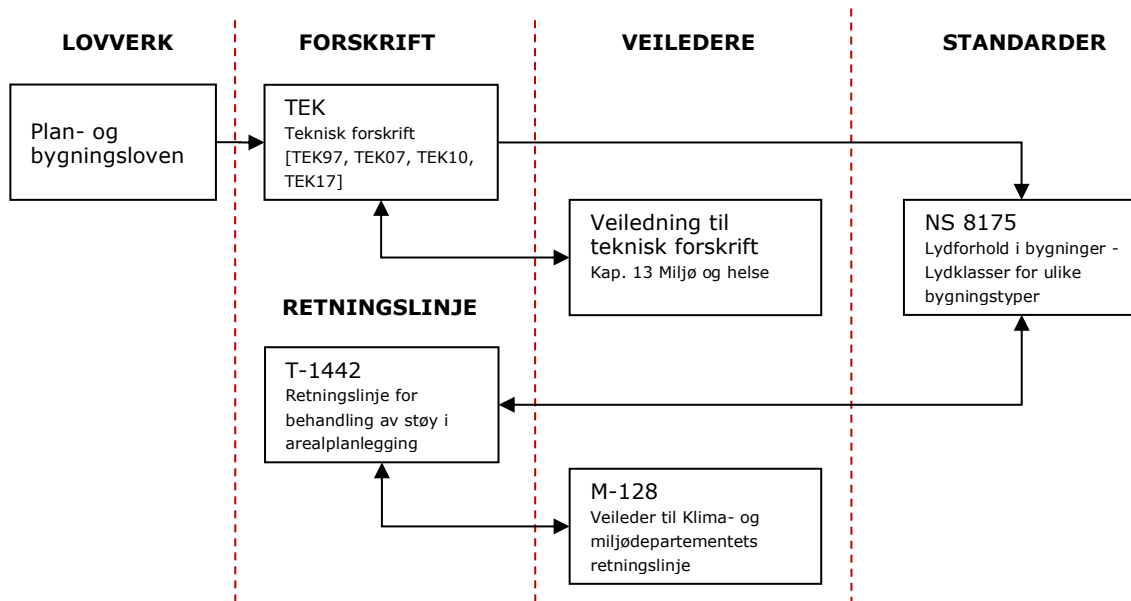 LOVVERK
FORSKRIFT
VEILEDERE
STANDARDER
Plan- og
bygningsloven
TEK
Teknisk forskrift
[TEK97, TEK07, TEK10,
TEK17]
Veiledning til
teknisk forskrift
Kap. 13 Miljø og helse
NS 8175
Lydforhold i bygninger -
Lydklasser for ulike
bygningstyper
RETNINGSLINJE
T-1442
Retningslinje for
behandling av støy i
arealplanlegging
M-128
Veileder til Klima- og
miljødepartementets
retningslinje